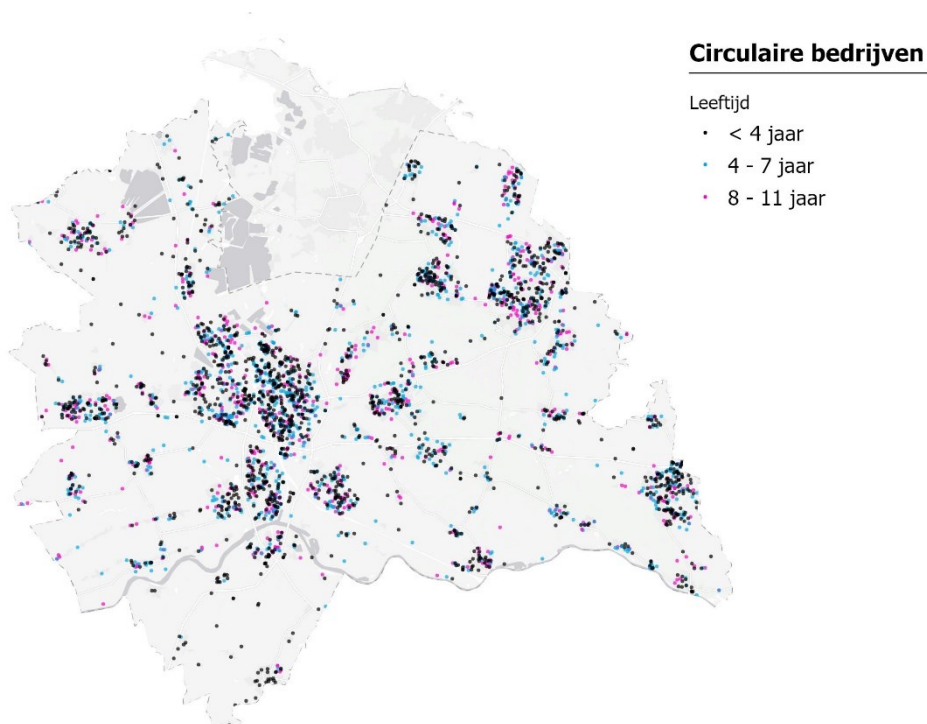 Circulaire bedrijven
Leeftijd
< 4 jaar
4 - 7 jaar
8 - 11 jaar